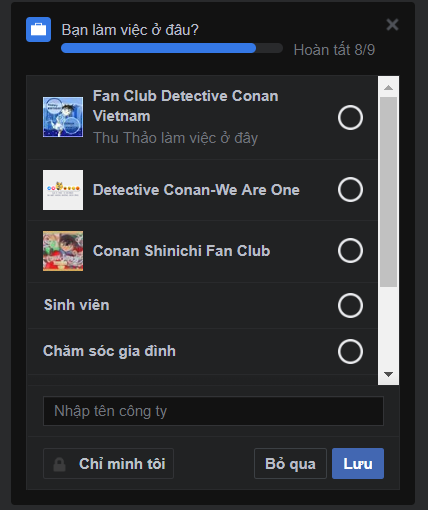 Bạn làm việc ở đâu?
Hoàn tất 8/9
Fan Club Detective Conan
Vietnam
Thu Thảo làm việc ở đây
Detective Conan-We Are One
Conan Shinichi Fan Club
Sinh viên
Chăm sóc gia đình
Nhập tên công ty
Chỉ mình tôi
Bỏ qua
Lưu